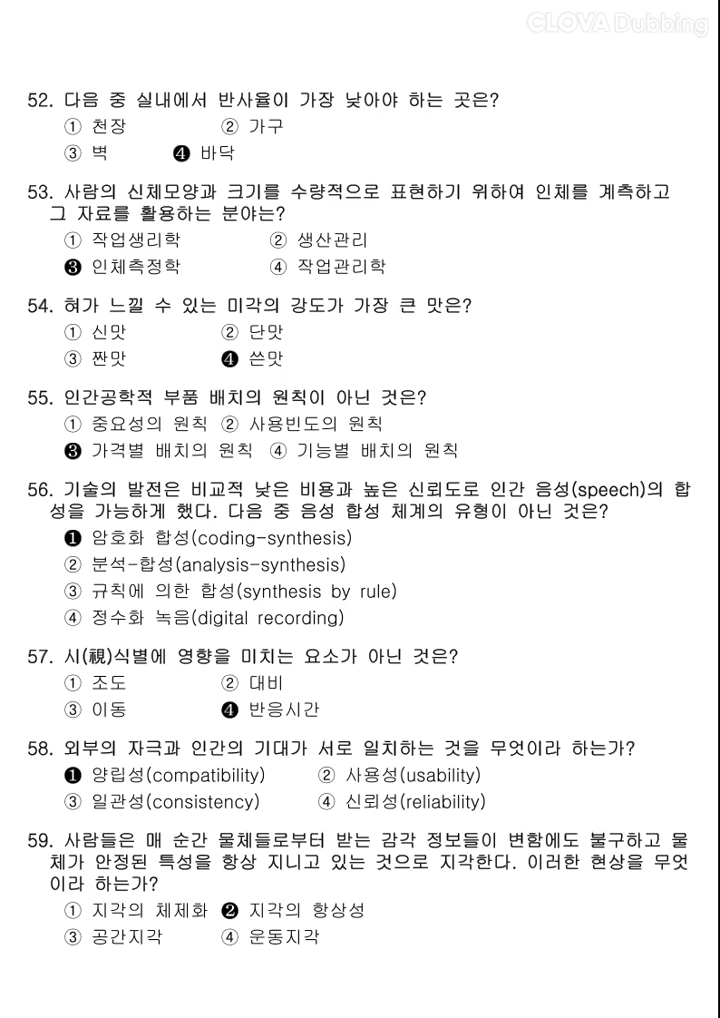 CLOVA Dubbing
52. 다음 중 실내에서 반사율이 가장 낮아야 하는 곳은?
① 천장 ② 가구
③ 벽 ❹ 바닥
53. 사람의 신체모양과 크기를 수량적으로 표현하기 위하여 인체를 계측하고
그 자료를 활용하는 분야는?
① 작업생리학 ② 생산관리
❸ 인체측정학 ④ 작업관리학
54. 혀가 느낄 수 있는 미각의 강도가 가장 큰 맛은?
① 신맛 ② 단맛
③ 짠맛 ❹ 쓴맛
55. 인간공학적 부품 배치의 원칙이 아닌 것은?
① 중요성의 원칙 ② 사용빈도의 원칙
❸ 가격별 배치의 원칙 ④ 기능별 배치의 원칙
56. 기술의 발전은 비교적 낮은 비용과 높은 신뢰도로 인간 음성(speech)의 합
성을 가능하게 했다. 다음 중 음성 합성 체계의 유형이 아닌 것은?
❶ 암호화 합성(coding-synthesis)
② 분석-합성(analysis-synthesis)
③ 규칙에 의한 합성(synthesis by rule)
④ 정수화 녹음(digital recording)
57. 시(視)식별에 영향을 미치는 요소가 아닌 것은?
① 조도 ② 대비
③ 이동 ❹ 반응시간
58. 외부의 자극과 인간의 기대가 서로 일치하는 것을 무엇이라 하는가?
❶ 양립성(compatibility) ② 사용성(usability)
③ 일관성(consistency) ④ 신뢰성(reliability)
59. 사람들은 매 순간 물체들로부터 받는 감각 정보들이 변함에도 불구하고 물
체가 안정된 특성을 항상 지니고 있는 것으로 지각한다. 이러한 현상을 무엇
이라 하는가?
① 지각의 체제화 ❷ 지각의 항상성
③ 공간지각 ④ 운동지각